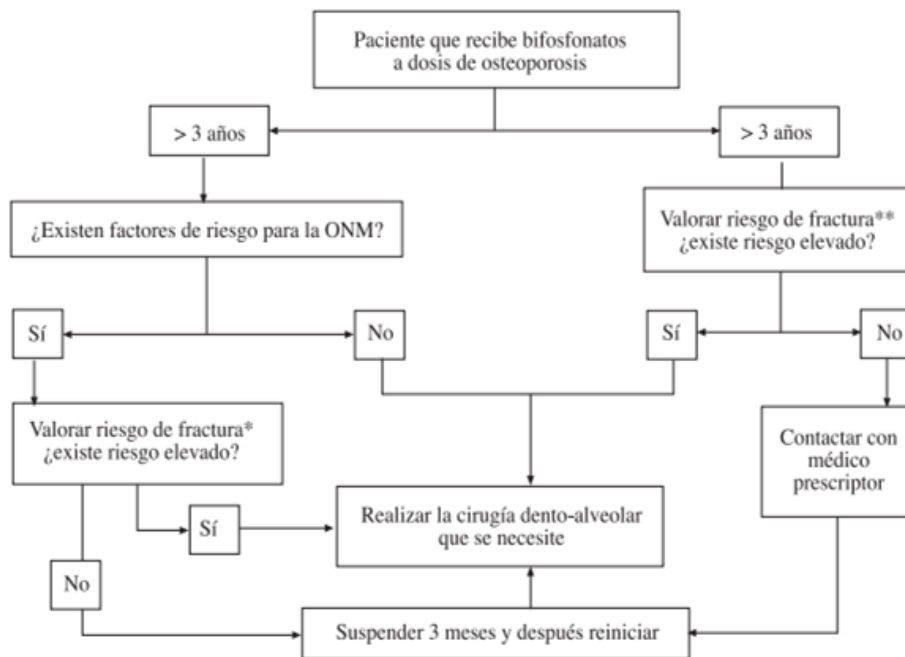 Paciente que recibe bifosfonatos
a dosis de osteoporosis
> 3 años
> 3 años
¿Existen factores de riesgo para la ONM?
Valorar riesgo de fractura**
¿existe riesgo elevado?
Sí
No
Sí
No
Valorar riesgo de fractura*
¿existe riesgo elevado?
Contactar con
médico
prescriptor
Sí
Realizar la cirugía dento-alveolar
que se necesite
No
Suspender 3 meses y después reiniciar